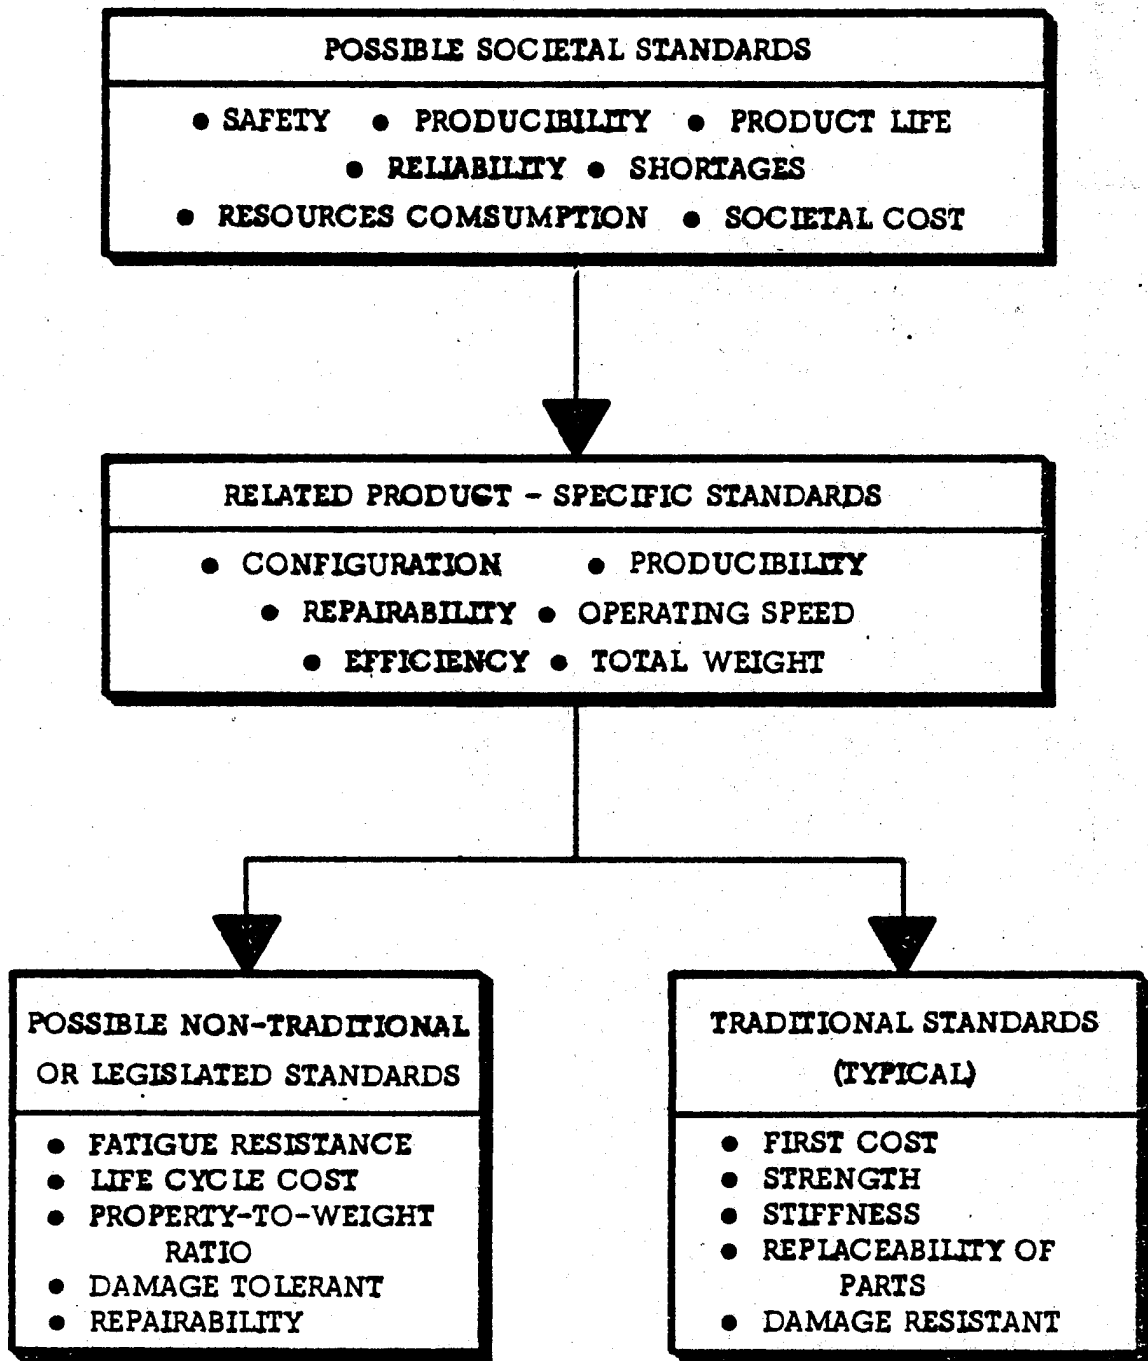 POSSIBLE SOCIETAL STANDARDS
● SAFETY ● PRODUCIBILITY ● PRODUCT LIFE
● RELIABILITY ● SHORTAGES
● RESOURCES COMSUMPTION ● SOCIETAL COST
RELATED PRODUCT - SPECIFIC STANDARDS
● CONFIGURATION ● PRODUCIBILITY
● REPAIRABILITY ● OPERATING SPEED
● EFFICIENCY ● TOTAL WEIGHT
POSSIBLE NON-TRADITIONAL
OR LEGISLATED STANDARDS
● FATIGUE RESISTANCE
● LIFE CYCLE COST
● PROPERTY-TO-WEIGHT
RATIO
● DAMAGE TOLERANT
● REPAIRABILITY
TRADITIONAL STANDARDS
(TYPICAL)
● FIRST COST
● STRENGTH
● STIFFNESS
● REPLACEABILITY OF
PARTS
● DAMAGE RESISTANT